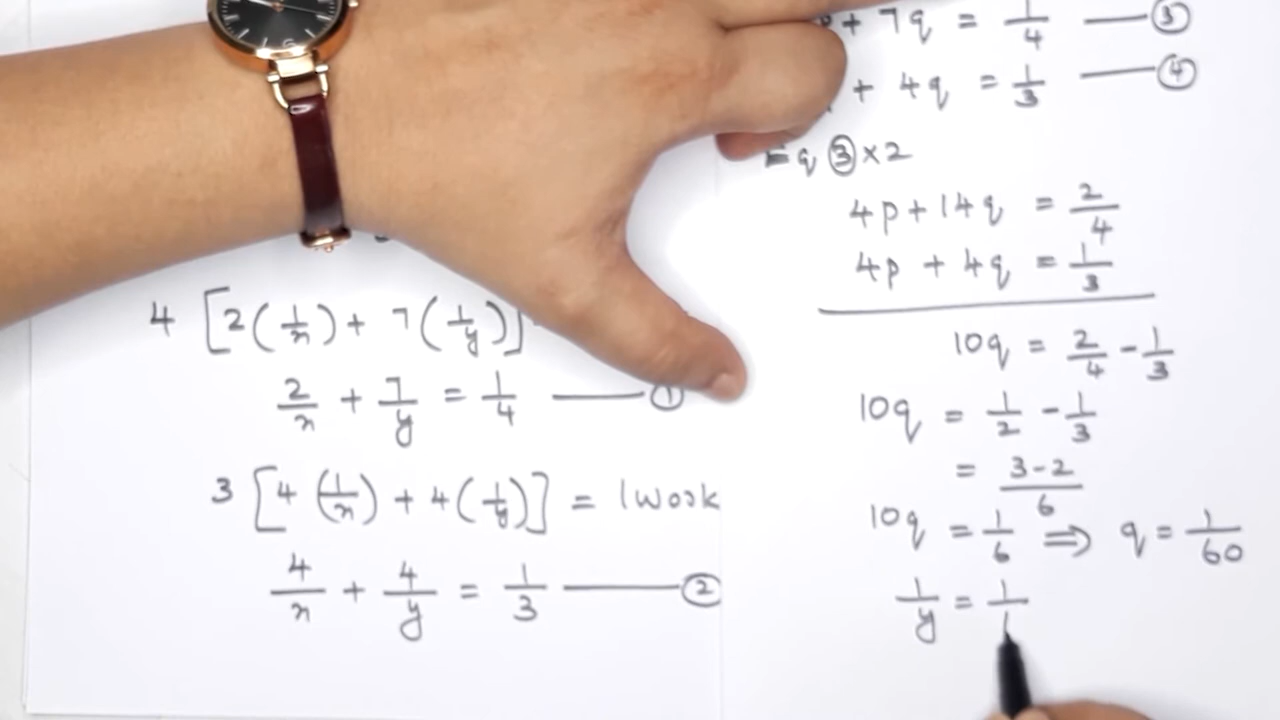 4 [2(1/x) + 7(1/y)]
2/x + 7/y = 1/4 —— ①
3 [4(1/x) + 4(1/y)] = 1 Work
4/x + 4/y = 1/3 —— ②
+ 7q = 1/4 —— ③
+ 4q = 1/3 —— ④
Eq ③ × 2
4p + 14q = 2/4
4p + 4q = 1/3
10q = 2/4 - 1/3
10q = 1/2 - 1/3
= 3-2/6
10q = 1/6 ⇒ q = 1/60
1/y = 1/